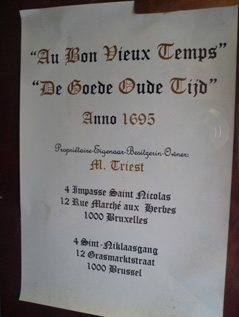 "Au Bon Vieux Temps"
"De Goede Oude Tijd"
Anno 1695
Propriétaire-Eigenaar-Besitzerin-Owner:
M. Triest
4 Impasse Saint Nicolas
12 Rue Marché aux Herbes
1000 Bruxelles
4 Sint-Niklaasgang
12 Grasmarktstraat
1000 Brussel